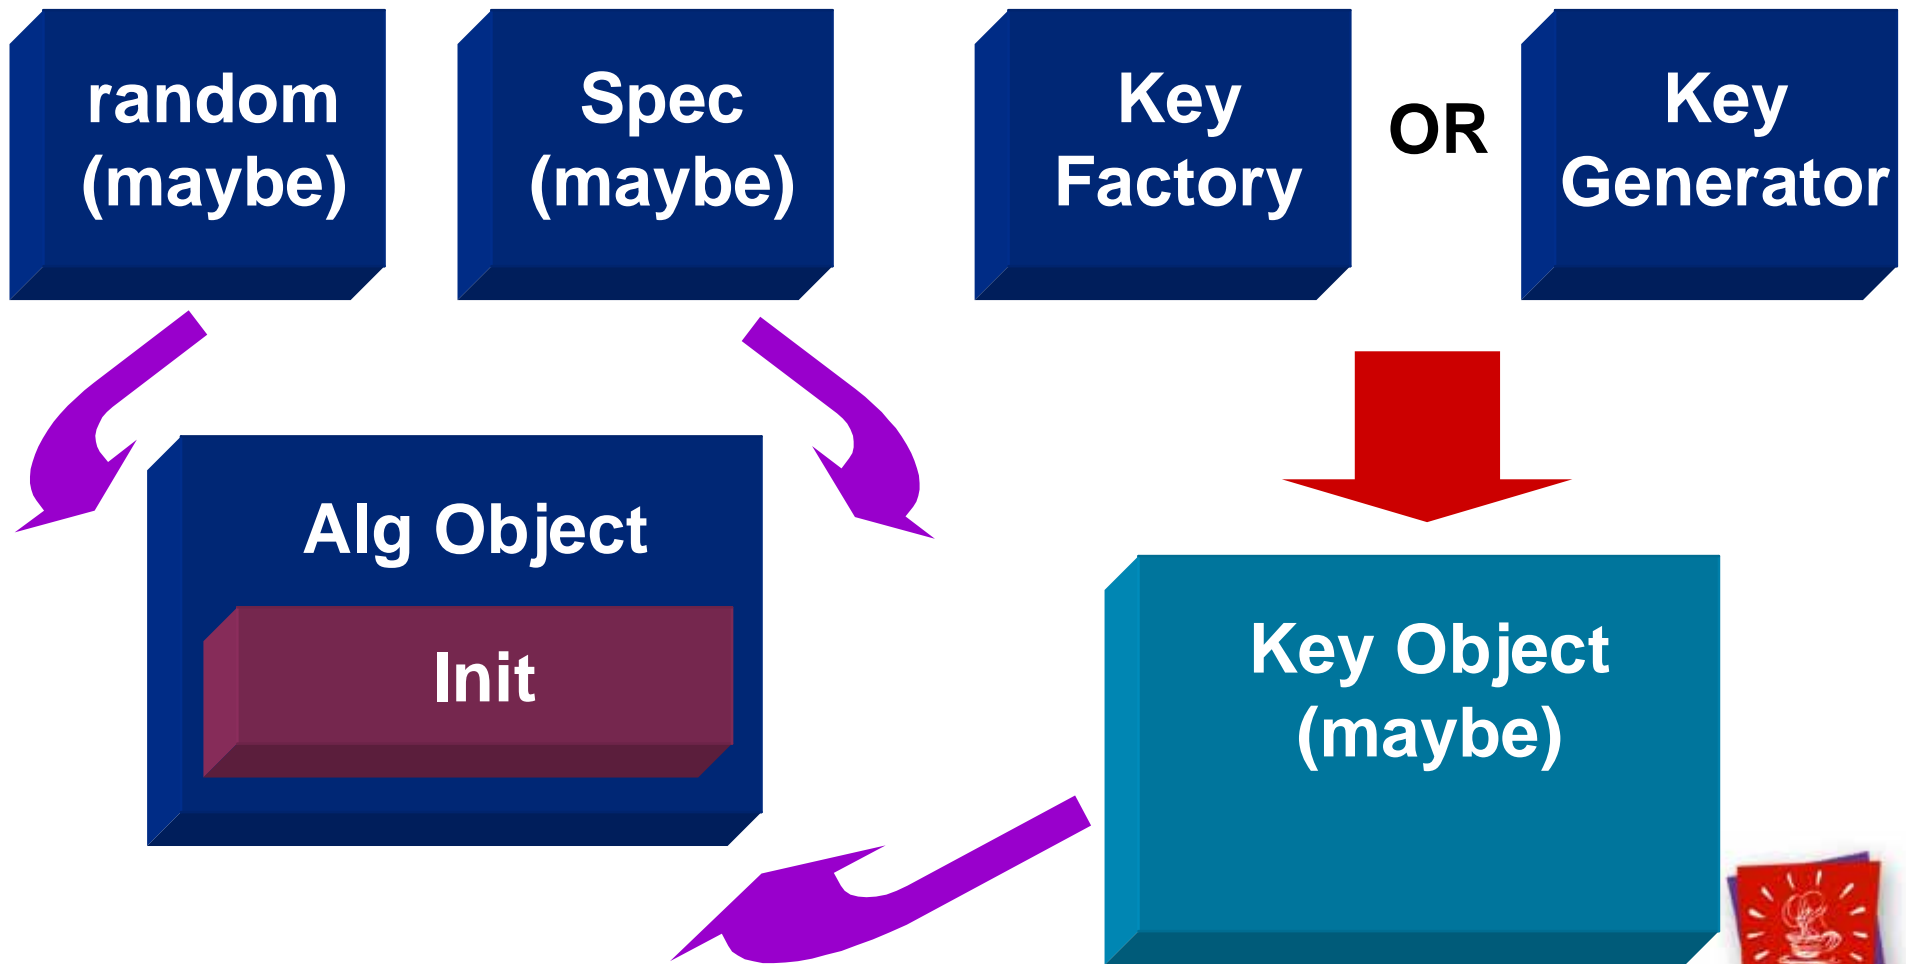 random
(maybe)
Spec
(maybe)
Key
Factory
OR
Key
Generator
Alg Object
Init
Key Object
(maybe)